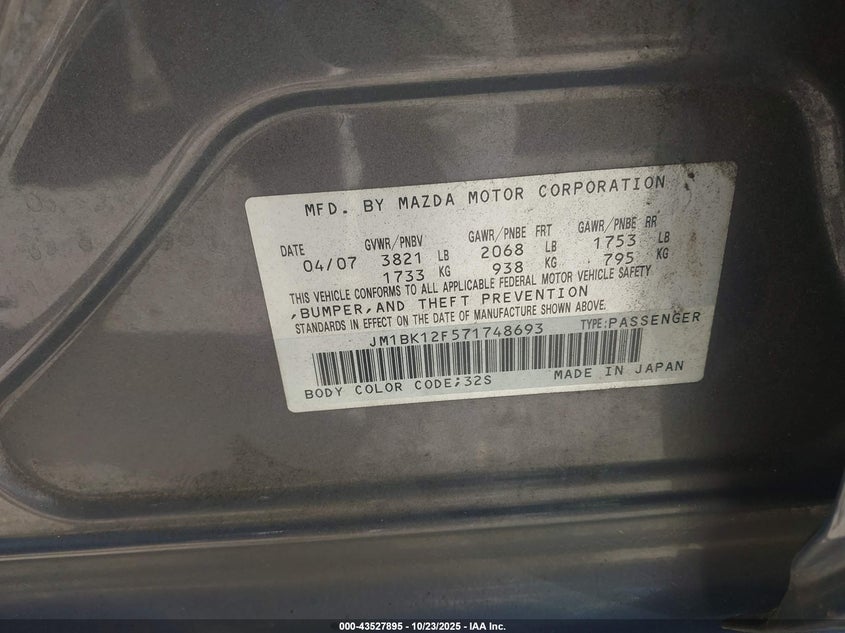 MFD. BY MAZDA MOTOR CORPORATION
DATE GVWR/PNBV GAWR/PNBE FRT GAWR/PNBE RR
04/07 3821 LB 2068 LB 1753 LB
1733 KG 938 KG 795 KG
THIS VEHICLE CONFORMS TO ALL APPLICABLE FEDERAL MOTOR VEHICLE SAFETY
,BUMPER,AND THEFT PREVENTION
STANDARDS IN EFFECT ON THE DATE OF MANUFACTURE SHOWN ABOVE.
JM1BK12F571748693 TYPE:PASSENGER
BODY COLOR CODE;32S MADE IN JAPAN
000-43527895 - 10/23/2025 - IAA Inc.